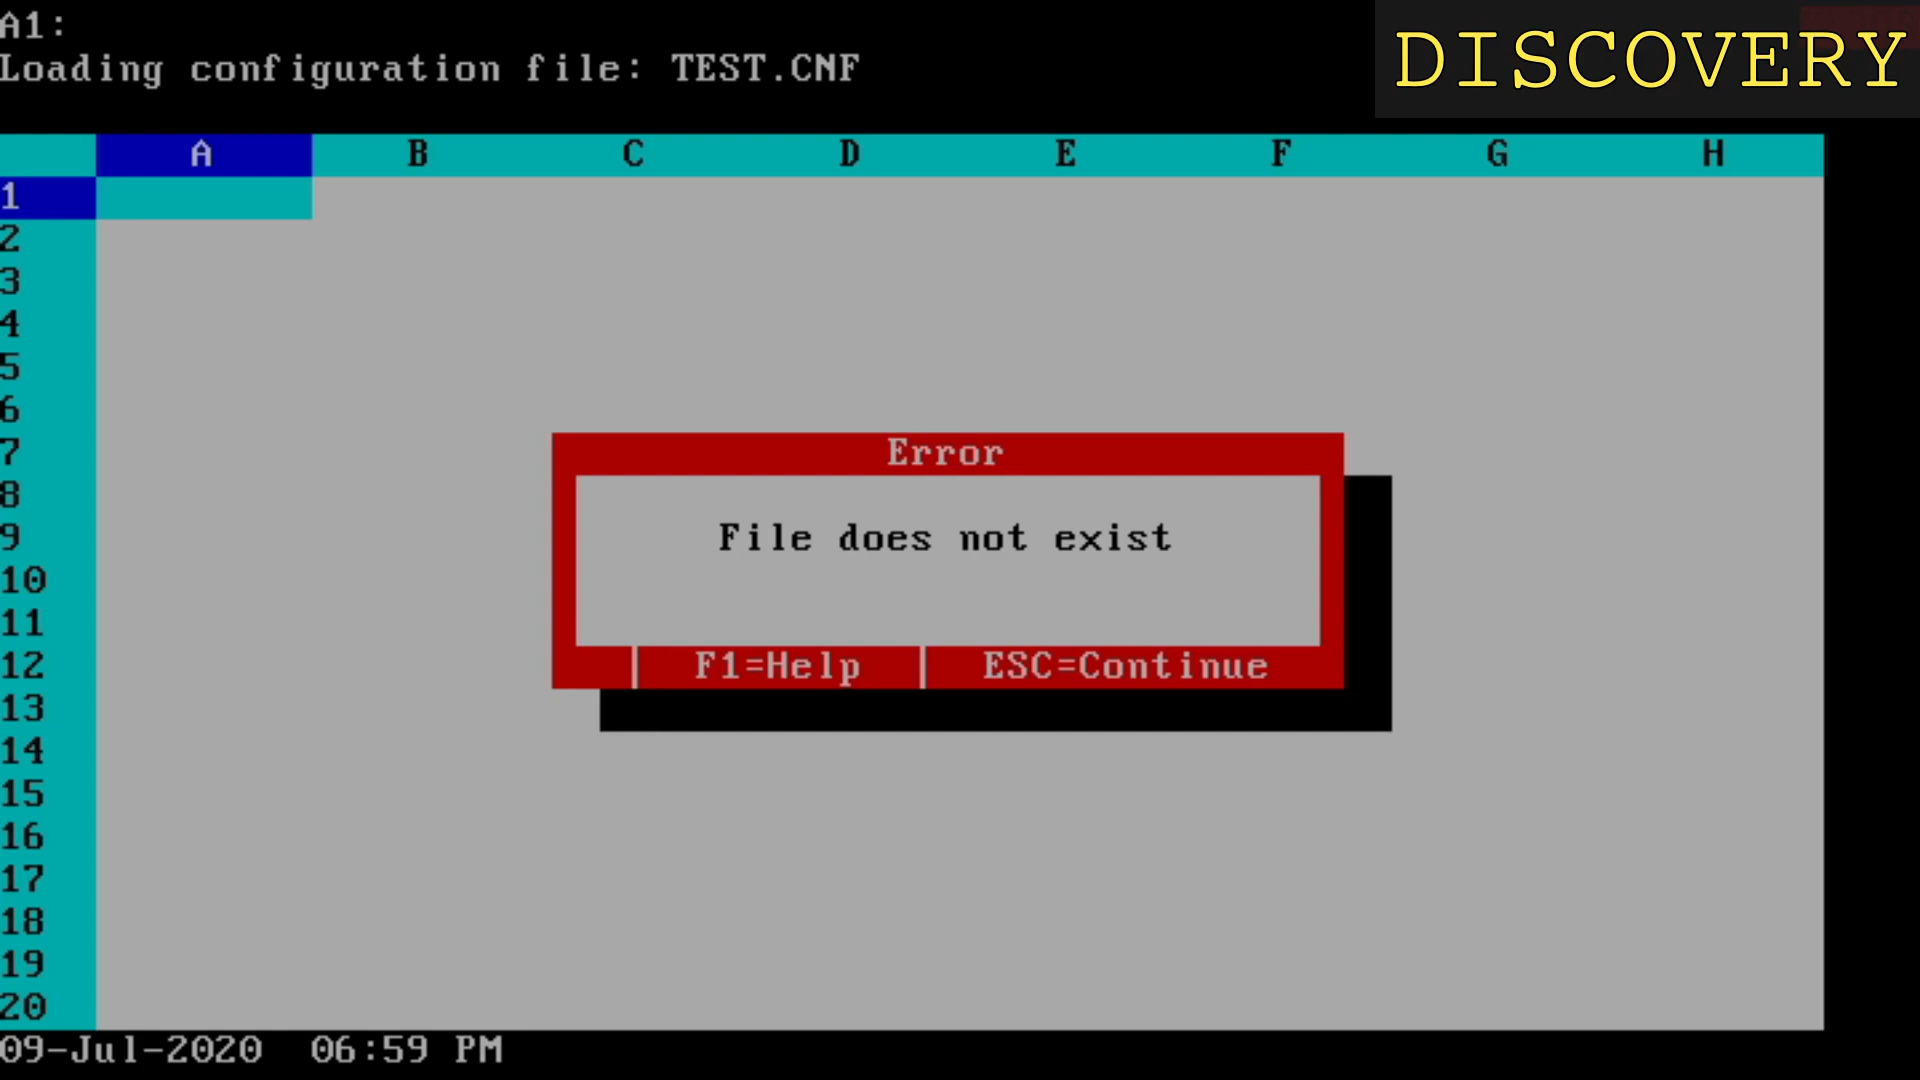 A1:
DISCOVERY
Loading configuration file: TEST.CNF
A B C D E F G H
1
2
3
4
5
6
7
Error
8
9
File does not exist
10
11
12
F1=Help | ESC=Continue
13
14
15
16
17
18
19
20
09-Jul-2020 06:59 PM